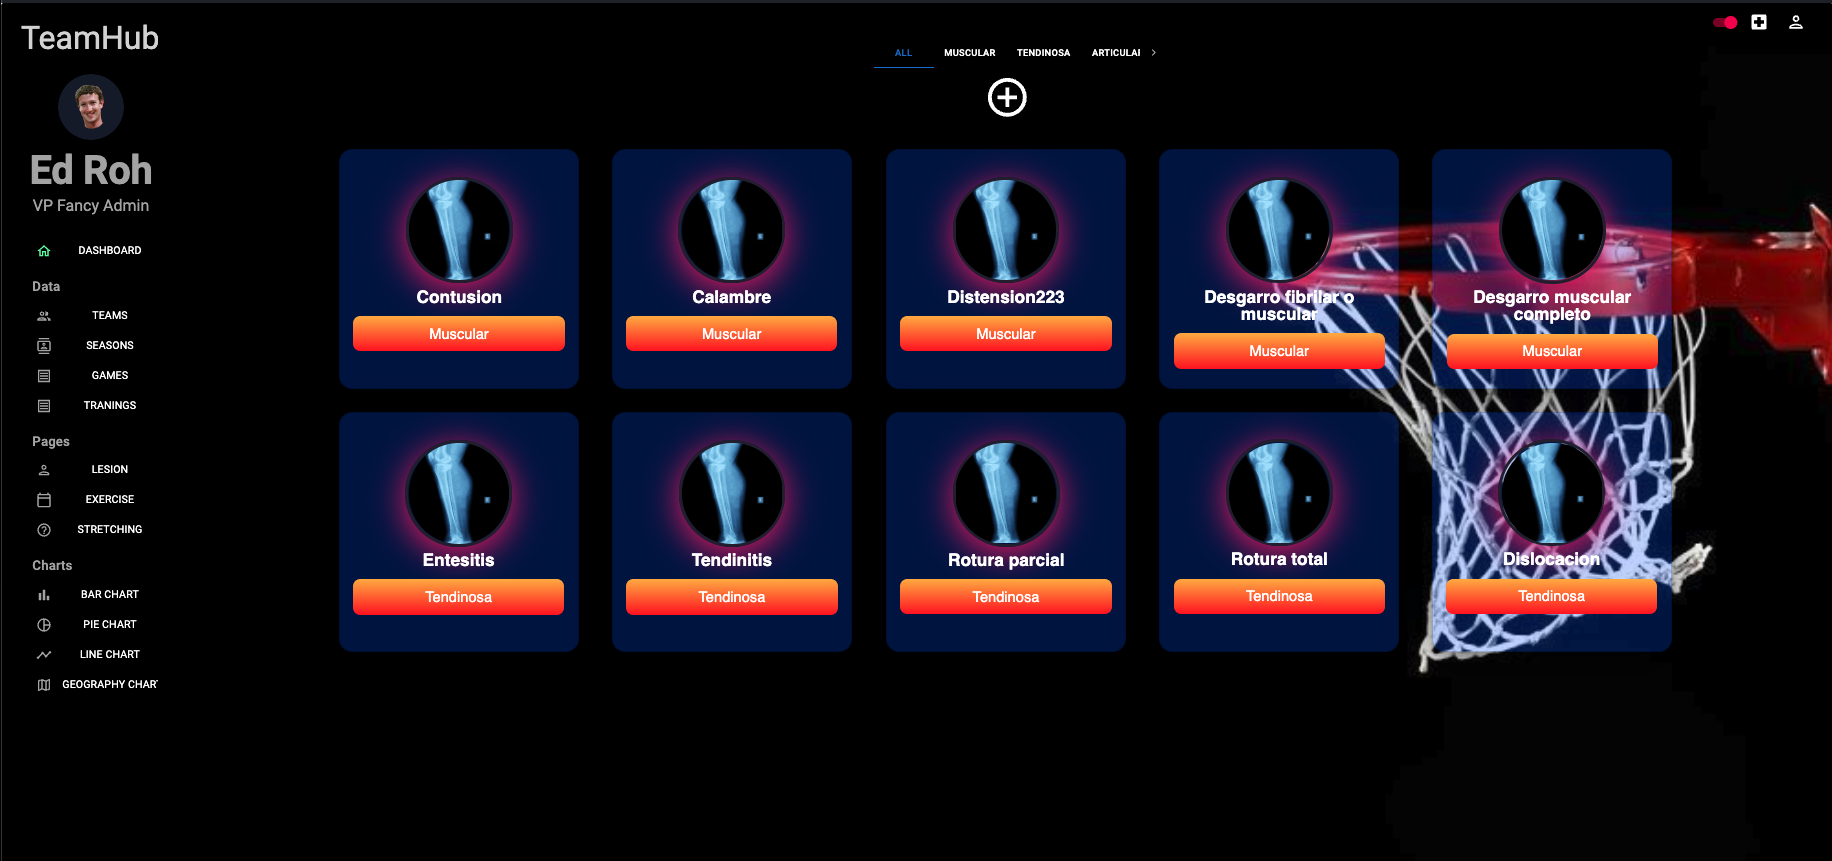 TeamHub
Ed Roh
VP Fancy Admin
DASHBOARD
Data
TEAMS
SEASONS
GAMES
TRANINGS
Pages
LESION
EXERCISE
STRETCHING
Charts
BAR CHART
PIE CHART
LINE CHART
GEOGRAPHY CHART
ALL MUSCULAR TENDINOSA ARTICULAI
Contusion
Muscular
Calambre
Muscular
Distension223
Muscular
Desgarro fibrilar o
muscular
Muscular
Desgarro muscular
completo
Muscular
Entesitis
Tendinosa
Tendinitis
Tendinosa
Rotura parcial
Tendinosa
Rotura total
Tendinosa
Dislocacion
Tendinosa